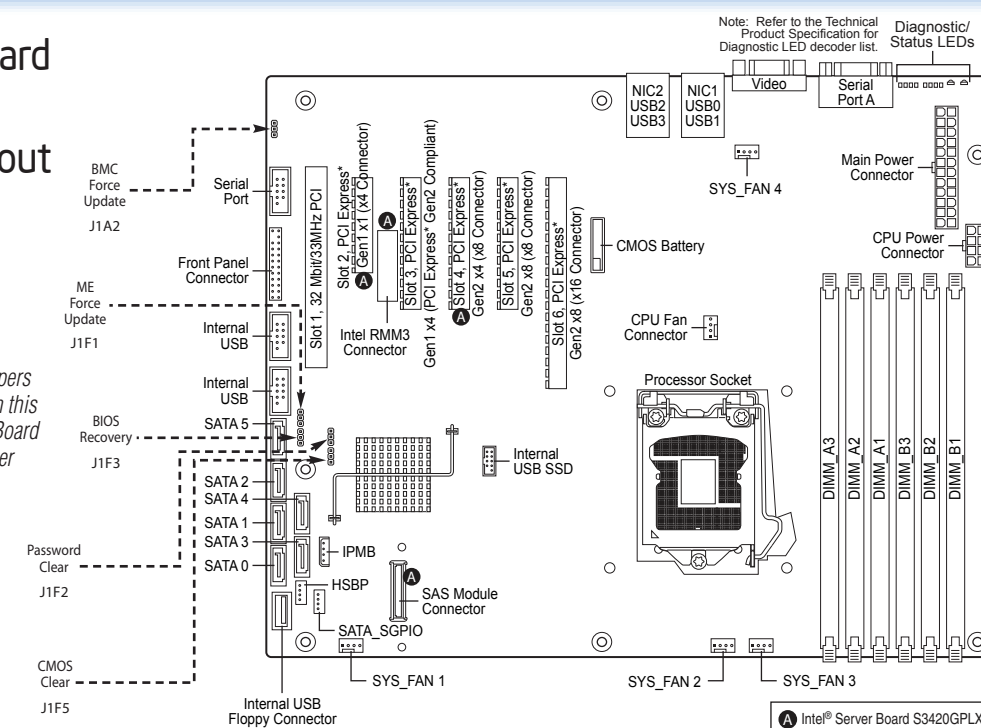 ard
out
Note: Refer to the Technical
Product Specification for
Diagnostic LED decoder list.
Diagnostic/
Status LEDs
NIC2
USB2
USB3
NIC1
USB0
USB1
Video
Serial
Port A
SYS_FAN 4
Main Power
Connector
CPU Power
Connector
BMC
Force
Update
J1A2
Serial
Port
Front Panel
Connector
ME
Force
Update
J1F1
Internal
USB
Internal
USB
Slot 1, 32 Mbit/33MHz PCI
Slot 2, PCI Express*
Gen1 x1 (x4 Connector)
A
A
Intel RMM3
Connector
Slot 3, PCI Express*
Gen1 x4 (PCI Express* Gen2 Compliant)
Slot 4, PCI Express*
Gen2 x4 (x8 Connector)
A
Slot 5, PCI Express*
Gen2 x8 (x8 Connector)
Slot 6, PCI Express*
Gen2 x8 (x16 Connector)
CMOS Battery
CPU Fan
Connector
Processor Socket
pers
n this
Board
er
BIOS
Recovery
J1F3
SATA 5
SATA 2
SATA 4
SATA 1
SATA 3
SATA 0
Internal
USB SSD
DIMM_A3
DIMM_A2
DIMM_A1
DIMM_B3
DIMM_B2
DIMM_B1
Password
Clear
J1F2
IPMB
HSBP
A
SAS Module
Connector
SATA_SGPIO
CMOS
Clear
J1F5
SYS_FAN 1
SYS_FAN 2
SYS_FAN 3
Internal USB
Floppy Connector
A Intel® Server Board S3420GPLX